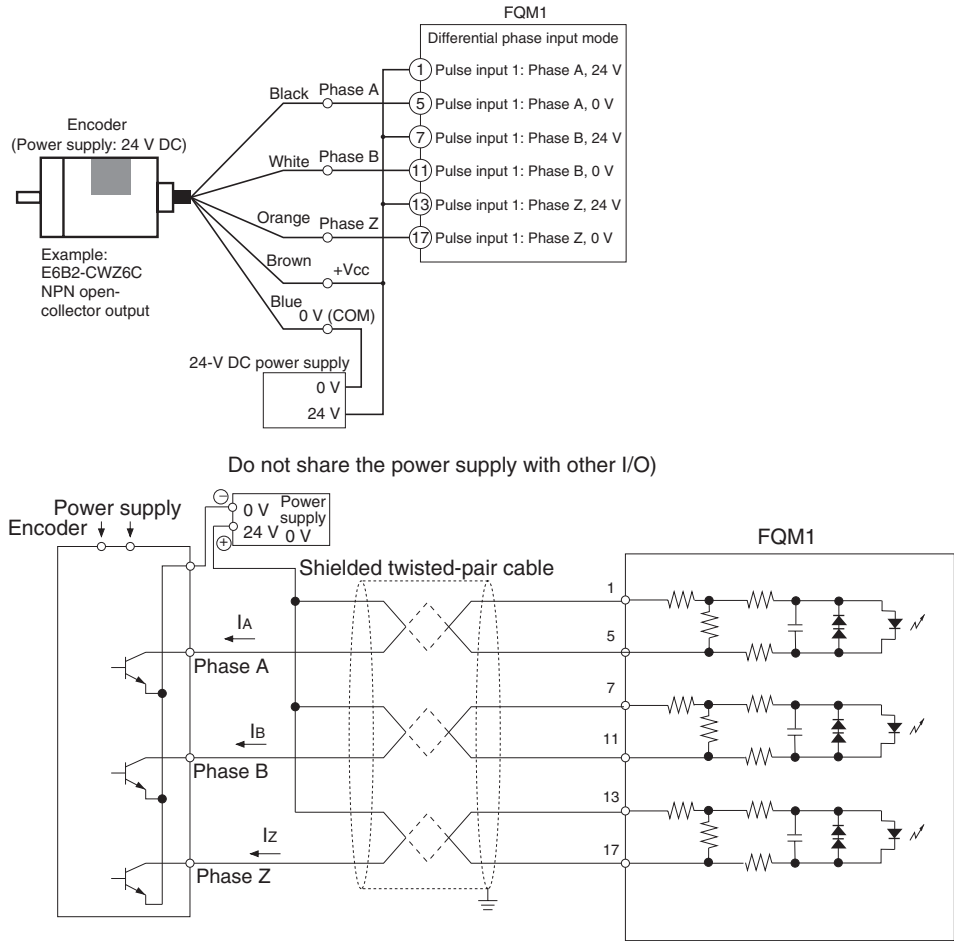 FQM1
Differential phase input mode
1 Pulse input 1: Phase A, 24 V
Black Phase A
5 Pulse input 1: Phase A, 0 V
Encoder
(Power supply: 24 V DC)
7 Pulse input 1: Phase B, 24 V
White Phase B
11 Pulse input 1: Phase B, 0 V
13 Pulse input 1: Phase Z, 24 V
Orange Phase Z
17 Pulse input 1: Phase Z, 0 V
Example:
E6B2-CWZ6C
NPN open-
collector output
Brown +Vcc
Blue 0 V (COM)
24-V DC power supply
0 V
24 V
Do not share the power supply with other I/O)
Power supply
Encoder
0 V Power
supply
24 V 0 V
FQM1
Shielded twisted-pair cable
1
IA
5
Phase A
7
IB
11
Phase B
13
IZ
17
Phase Z